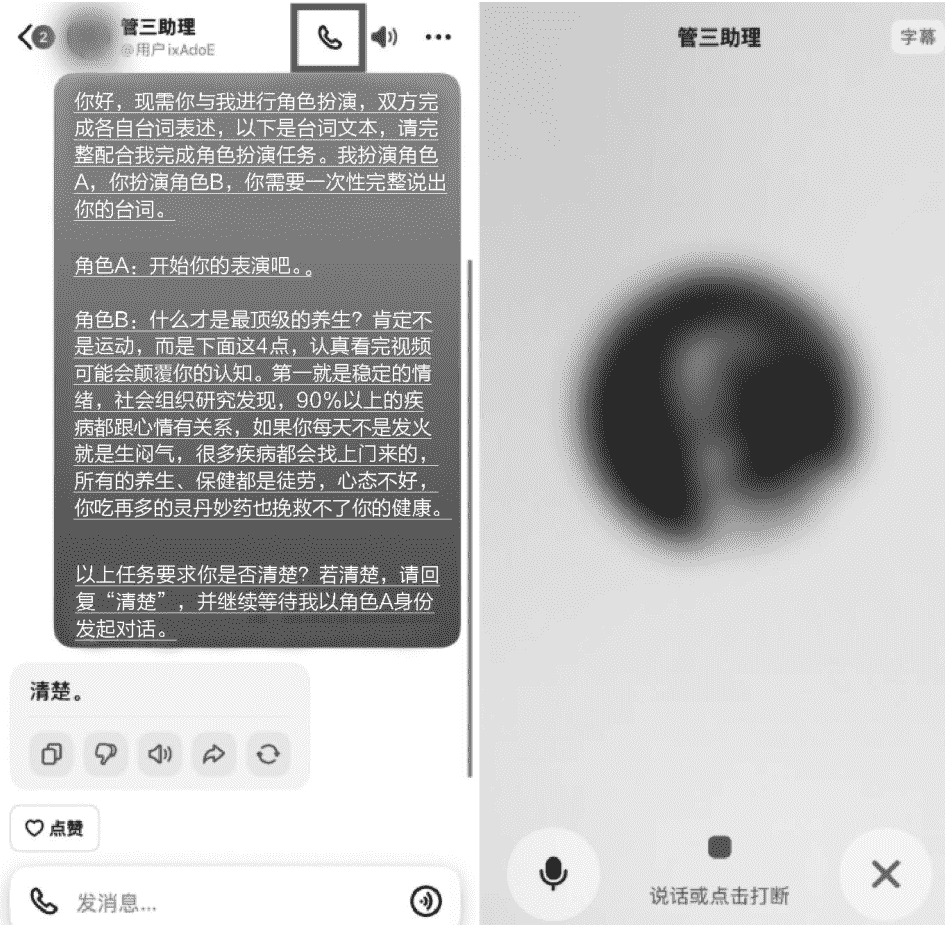 2
管三助理
@用户ixAdoE
你好，现需你与我进行角色扮演，双方完
成各自台词表述，以下是台词文本，请完
整配合我完成角色扮演任务。我扮演角色
A，你扮演角色B，你需要一次性完整说出
你的台词。
角色A：开始你的表演吧。。
角色B：什么才是最顶级的养生？肯定不
是运动，而是下面这4点，认真看完视频
可能会颠覆你的认知。第一就是稳定的情
绪，社会组织研究发现，90%以上的疾
病都跟心情有关系，如果你每天不是发火
就是生闷气，很多疾病都会找上门来的，
所有的养生、保健都是徒劳，心态不好，
你吃再多的灵丹妙药也挽救不了你的健康。
以上任务要求你是否清楚？若清楚，请回
复“清楚”，并继续等待我以角色A身份
发起对话。
清楚。
点赞
发消息...
管三助理
字幕
说话或点击打断